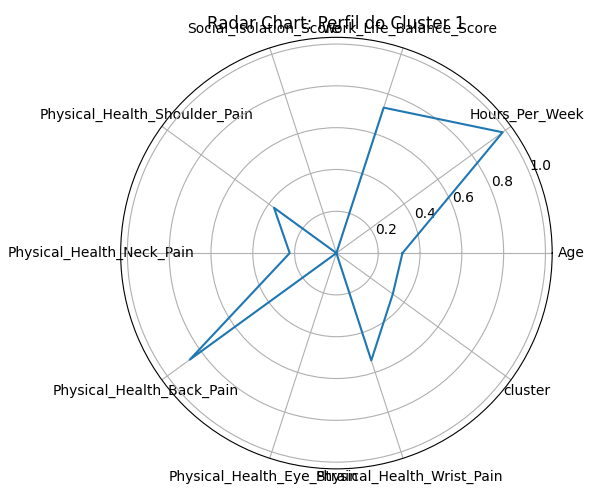 Radar Chart: Perfil do Cluster 1
Social_Isolation_Score
Work_Life_Balance_Score
Physical_Health_Shoulder_Pain
Hours_Per_Week
1.0
0.8
0.6
0.4
0.2
Physical_Health_Neck_Pain
Age
Physical_Health_Back_Pain
cluster
Physical_Health_Eye_Strain
Physical_Health_Wrist_Pain